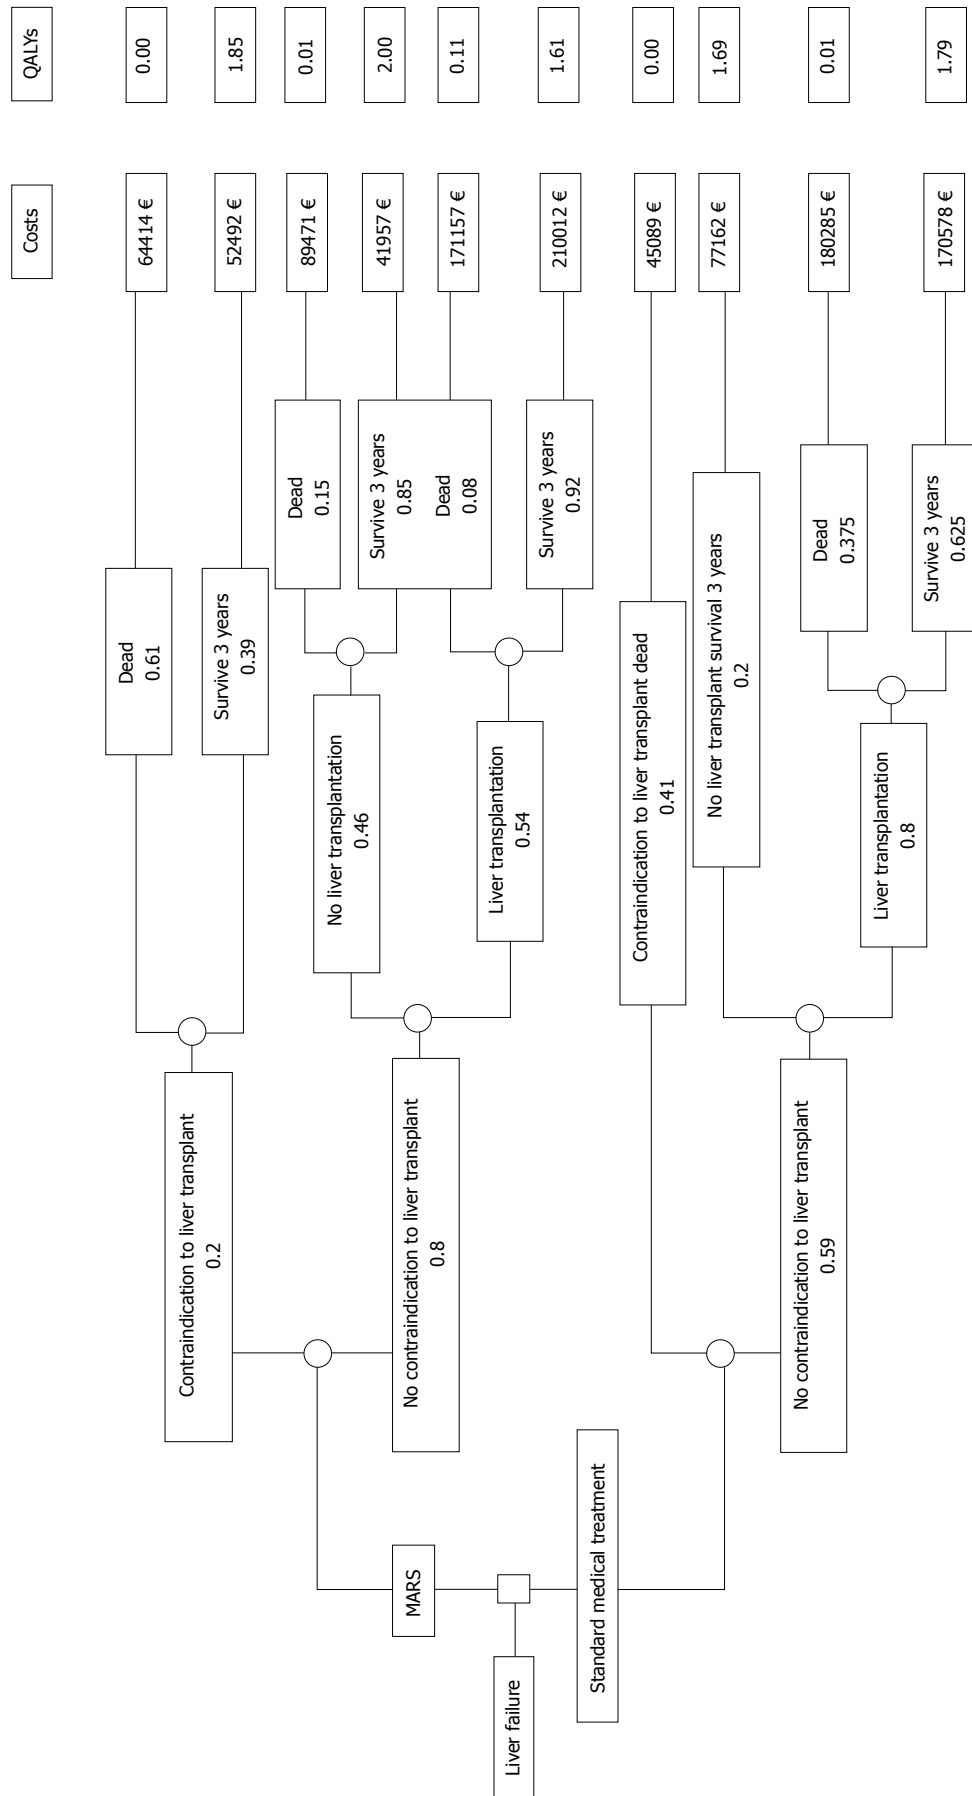 Liver failure
MARS
Standard medical treatment
Contraindication to liver transplant
0.2
No contraindication to liver transplant
0.8
No contraindication to liver transplant
0.59
Dead
0.61
Survive 3 years
0.39
No liver transplantation
0.46
Liver transplantation
0.54
Contraindication to liver transplant dead
0.41
No liver transplant survival 3 years
0.2
Liver transplantation
0.8
Dead
0.15
Survive 3 years
0.85
Dead
0.08
Survive 3 years
0.92
Dead
0.375
Survive 3 years
0.625
Costs
64414 €
52492 €
89471 €
41957 €
171157 €
210012 €
45089 €
77162 €
180285 €
170578 €
QALYs
0.00
1.85
0.01
2.00
0.11
1.61
0.00
1.69
0.01
1.79